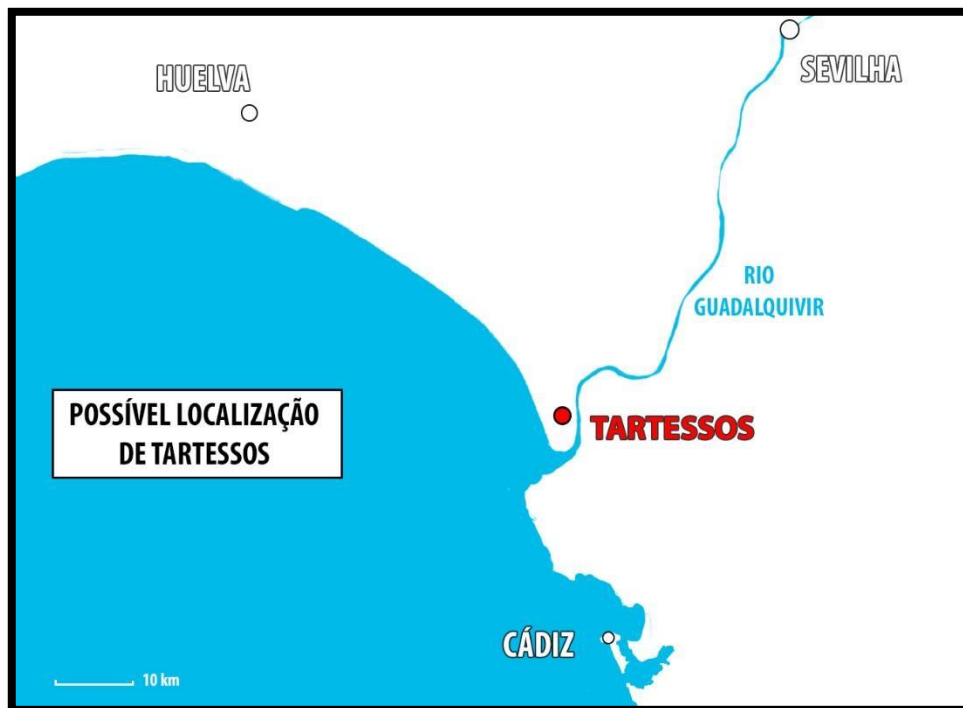 HUELVA
SEVILHA
RIO
GUADALQUIVIR
POSSÍVEL LOCALIZAÇÃO
DE TARTESSOS
TARTESSOS
CÁDIZ
10 km